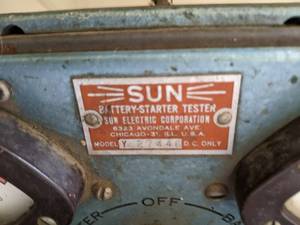 SUN
BATTERY-STARTER TESTER
SUN ELECTRIC CORPORATION
6323 AVONDALE AVE.
CHICAGO-31, ILL. U.S.A.
MODEL D.C. ONLY
OFF